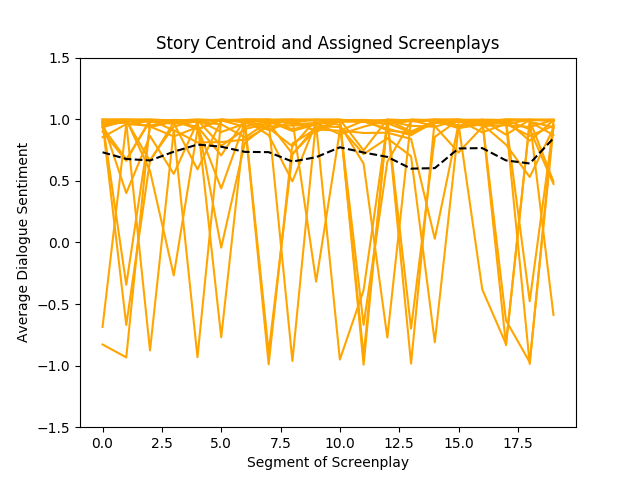 Story Centroid and Assigned Screenplays
1.5
1.0
0.5
0.0
−0.5
−1.0
−1.5
Average Dialogue Sentiment
0.0 2.5 5.0 7.5 10.0 12.5 15.0 17.5
Segment of Screenplay